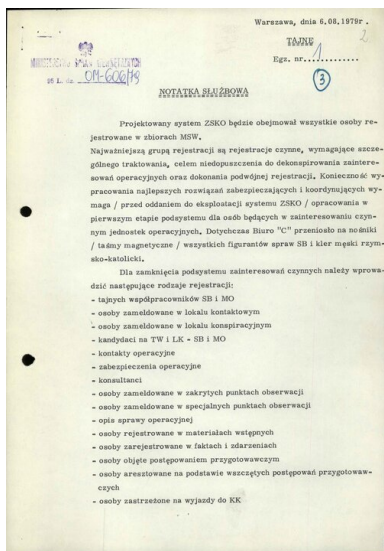 Warszawa, dnia 6.08.1979r.
2
TAJNE
Egz. nr 1
MINISTERSTWO SPRAW WEWNĘTRZNYCH
L. dz. OM-606/79
3
NOTATKA SŁUŻBOWA
Projektowany system ZSKO będzie obejmował wszystkie osoby re-
jestrowane w zbiorach MSW.
Najważniejszą grupą rejestracji są rejestracje czynne, wymagające szcze-
gólnego traktowania, celem niedopuszczenia do dekonspirowania zaintere-
sowań operacyjnych oraz dokonania podwójnej rejestracji. Konieczność wy-
pracowania najlepszych rozwiązań zabezpieczających i koordynujących wy-
maga / przed oddaniem do eksploatacji systemu ZSKO / opracowania w
pierwszym etapie podsystemu dla osób będących w zainteresowaniu czyn-
nym jednostek operacyjnych. Dotychczas Biuro "C" przeniosło na nośniki
/ taśmy magnetyczne / wszystkich figurantów spraw SB i kler męski rzym-
sko-katolicki.
Dla zamknięcia podsystemu zainteresowań czynnych należy wprowa-
dzić następujące rodzaje rejestracji:
- tajnych współpracowników SB i MO
- osoby zameldowane w lokalu kontaktowym
- osoby zameldowane w lokalu konspiracyjnym
- kandydaci na TW i LK - SB i MO
- kontakty operacyjne
- zabezpieczenia operacyjne
- konsultanci
- osoby zameldowane w zakrytych punktach obserwacji
- osoby zameldowane w specjalnych punktach obserwacji
- opis sprawy operacyjnej
- osoby rejestrowane w materiałach wstępnych
- osoby zarejestrowane w faktach i zdarzeniach
- osoby objęte postępowaniem przygotowawczym
- osoby aresztowane na podstawie wszczętych postępowań przygotowaw-
czych
- osoby zastrzeżone na wyjazdy do KK